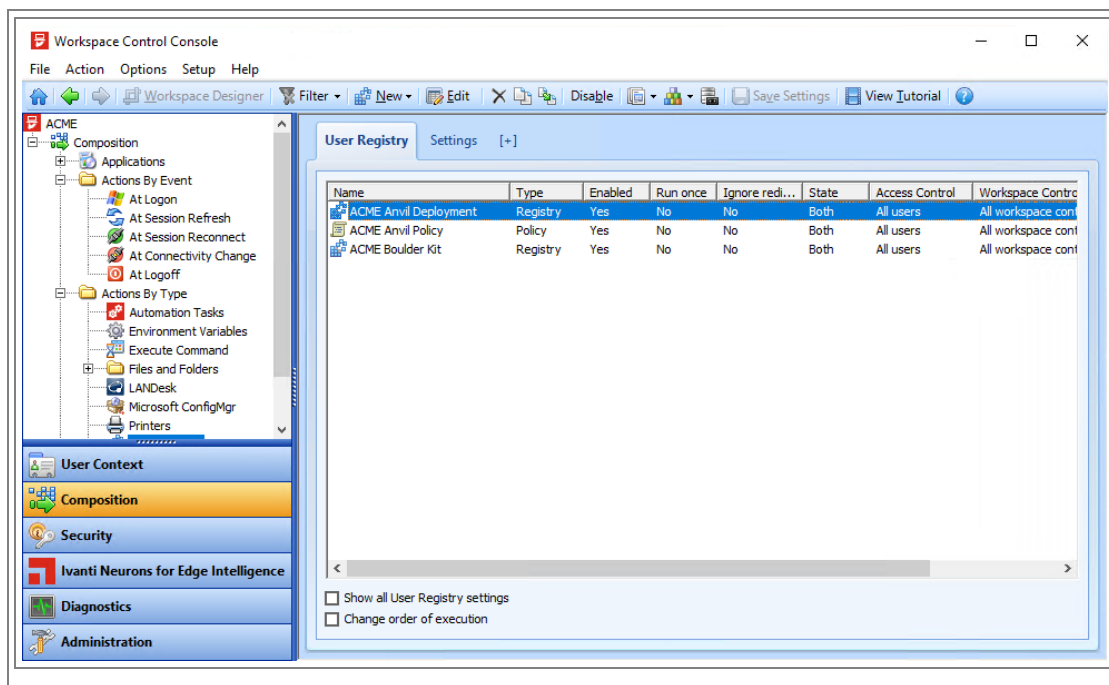 Workspace Control Console
File Action Options Setup Help
Workspace Designer Filter New Edit Disable Save Settings View Tutorial
ACME
Composition
Applications
Actions By Event
At Logon
At Session Refresh
At Session Reconnect
At Connectivity Change
At Logoff
Actions By Type
Automation Tasks
Environment Variables
Execute Command
Files and Folders
LANDesk
Microsoft ConfigMgr
Printers
User Context
Composition
Security
Ivanti Neurons for Edge Intelligence
Diagnostics
Administration
User Registry Settings [+]
Name Type Enabled Run once Ignore redi... State Access Control Workspace Contro
ACME Anvil Deployment Registry Yes No No Both All users All workspace cont
ACME Anvil Policy Policy Yes No No Both All users All workspace cont
ACME Boulder Kit Registry Yes No No Both All users All workspace cont
Show all User Registry settings
Change order of execution